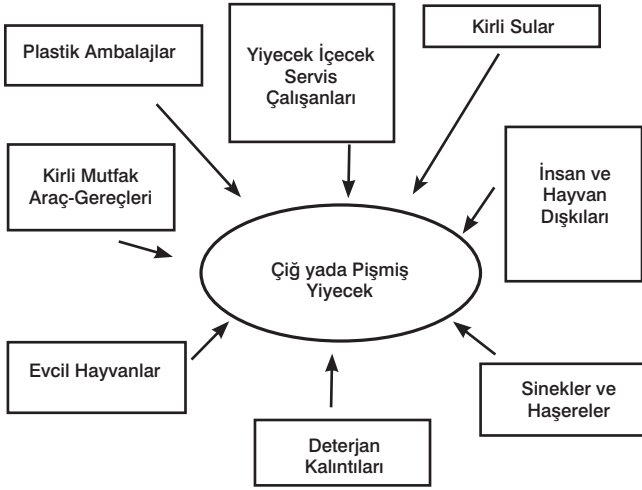 Plastik Ambalajlar
Yiyecek İçecek
Servis
Çalışanları
Kirli Sular
Kirli Mutfak
Araç-Gereçleri
İnsan ve
Hayvan
Dışkıları
Çiğ yada Pişmiş
Yiyecek
Evcil Hayvanlar
Sinekler ve
Haşereler
Deterjan
Kalıntıları